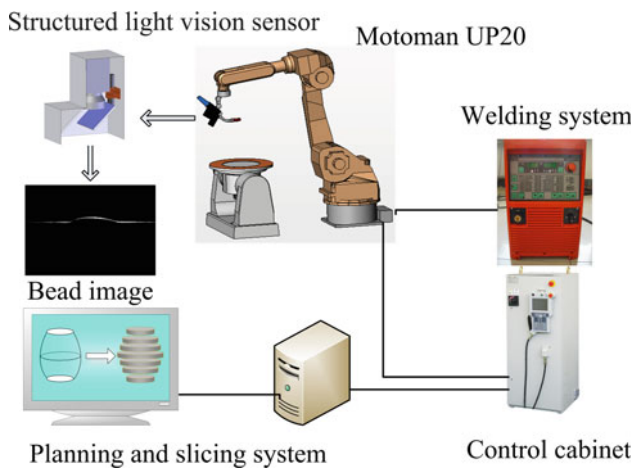 Structured light vision sensor
Motoman UP20
Welding system
Bead image
Planning and slicing system
Control cabinet